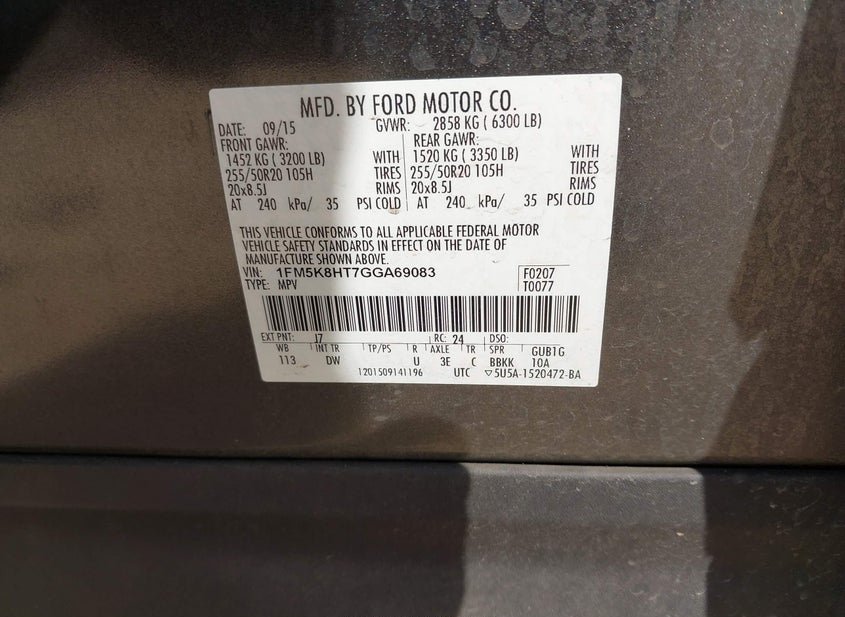 MFD. BY FORD MOTOR CO.
DATE: 09/15 GVWR: 2858 KG ( 6300 LB)
FRONT GAWR: REAR GAWR:
1452 KG ( 3200 LB) WITH 1520 KG ( 3350 LB) WITH
255/50R20 105H TIRES 255/50R20 105H TIRES
20x8.5J RIMS 20x8.5J RIMS
AT 240 kPa/ 35 PSI COLD AT 240 kPa/ 35 PSI COLD
THIS VEHICLE CONFORMS TO ALL APPLICABLE FEDERAL MOTOR
VEHICLE SAFETY STANDARDS IN EFFECT ON THE DATE OF
MANUFACTURE SHOWN ABOVE.
VIN: 1FM5K8HT7GGA69083 F0207
TYPE: MPV T0077
EXT PNT: J7 RC: 24 DSO:
WB INT TR TP/PS R AXLE TR SPR GUB1G
113 DW U 3E C BBKK 10A
1201509141196 UTC ▽5U5A-1520472-BA